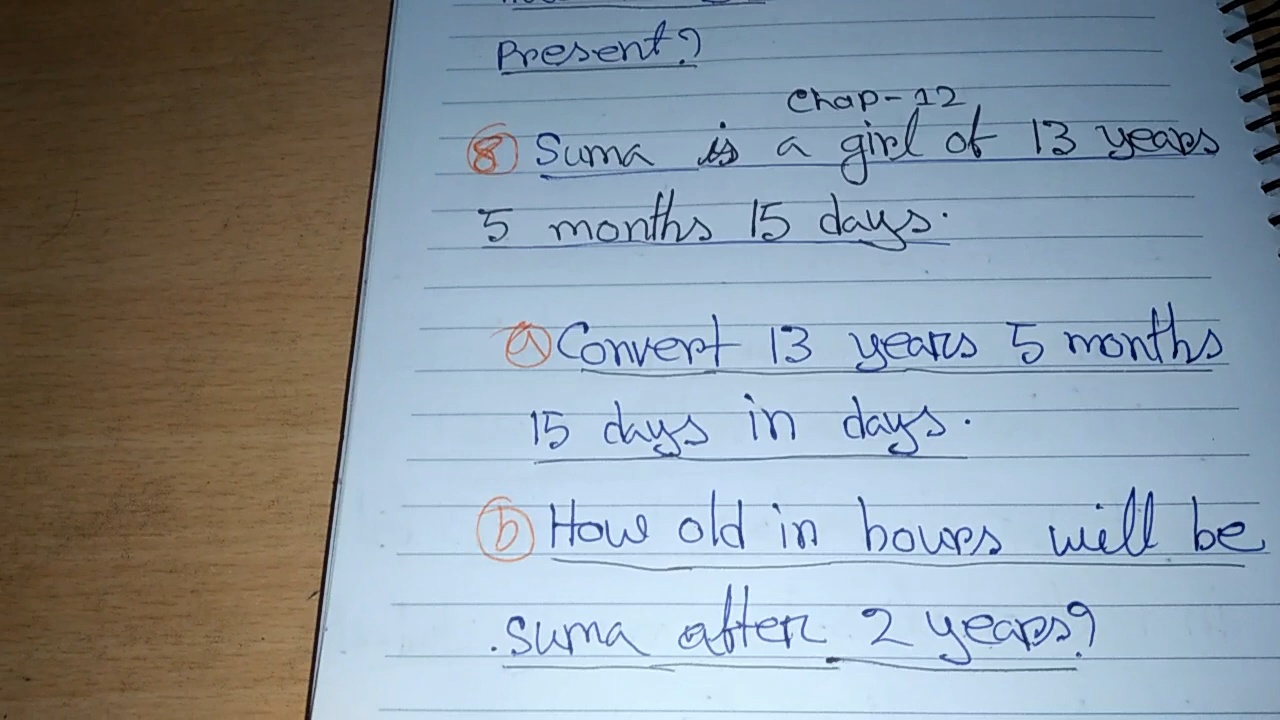 Present?
Chap-12
⑧ Suma is a girl of 13 years
5 months 15 days.
ⓐ Convert 13 years 5 months
15 days in days.
ⓑ How old in hours will be
.Suma after 2 years?